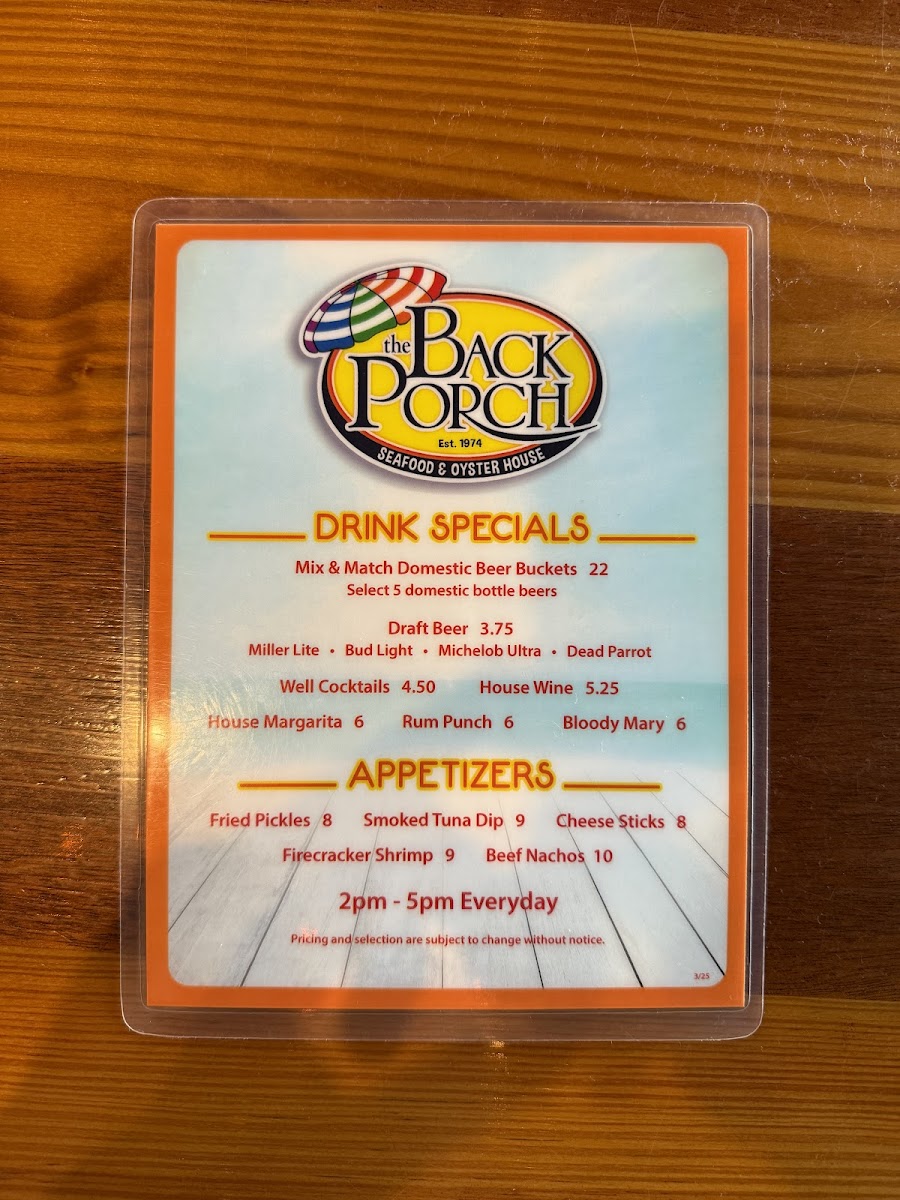 the BACK
PORCH
Est. 1974
SEAFOOD & OYSTER HOUSE
DRINK SPECIALS
Mix & Match Domestic Beer Buckets 22
Select 5 domestic bottle beers
Draft Beer 3.75
Miller Lite • Bud Light • Michelob Ultra • Dead Parrot
Well Cocktails 4.50 House Wine 5.25
House Margarita 6 Rum Punch 6 Bloody Mary 6
APPETIZERS
Fried Pickles 8 Smoked Tuna Dip 9 Cheese Sticks 8
Firecracker Shrimp 9 Beef Nachos 10
2pm - 5pm Everyday
Pricing and selection are subject to change without notice.
3/25